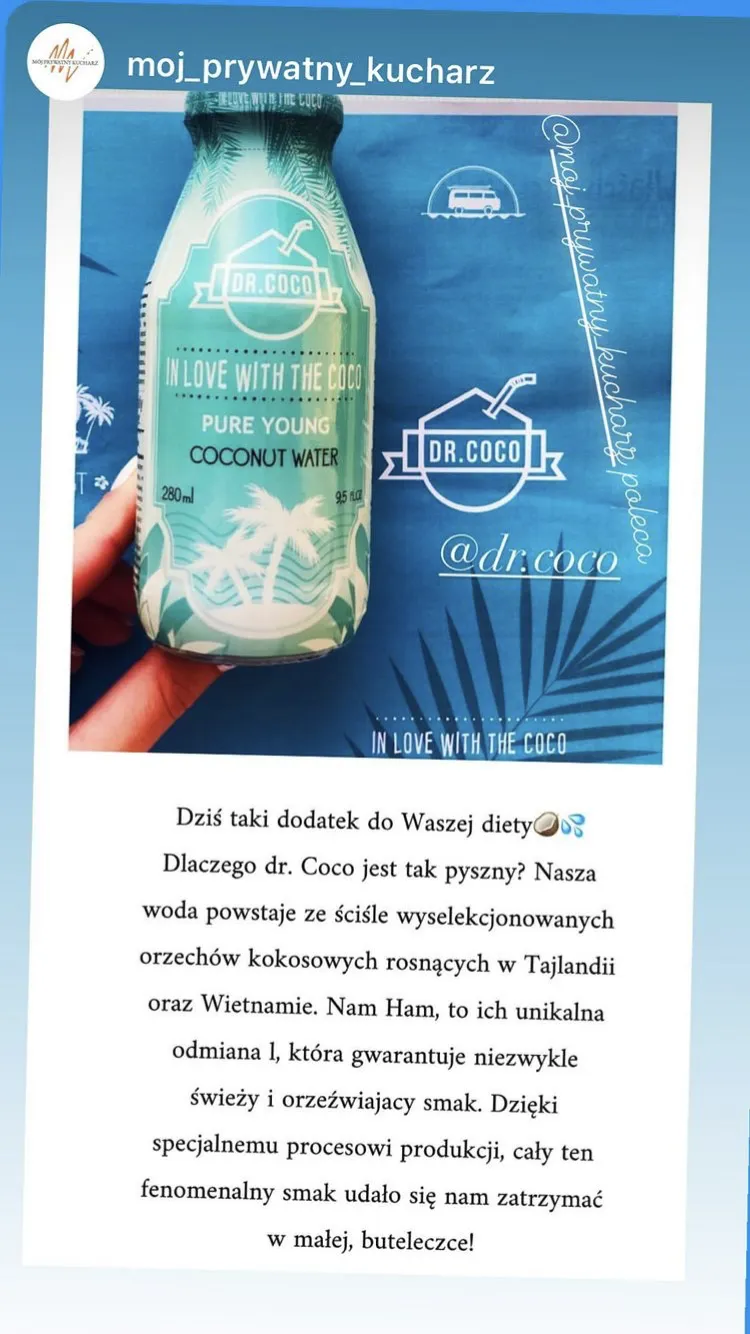 MÓJ PRYWATNY KUCHARZ
moj_prywatny_kucharz
IN LOVE WITH THE COCO
DR.COCO
IN LOVE WITH THE COCO
PURE YOUNG
COCONUT WATER
280ml
9,5 fl.oz
@moj_prywatny_kucharz poleca
DR.COCO
@dr.coco
IN LOVE WITH THE COCO
Dziś taki dodatek do Waszej diety🥥💦
Dlaczego dr. Coco jest tak pyszny? Nasza
woda powstaje ze ściśle wyselekcjonowanych
orzechów kokosowych rosnących w Tajlandii
oraz Wietnamie. Nam Ham, to ich unikalna
odmiana l, która gwarantuje niezwykle
świeży i orzeźwiajacy smak. Dzięki
specjalnemu procesowi produkcji, cały ten
fenomenalny smak udało się nam zatrzymać
w małej, buteleczce!